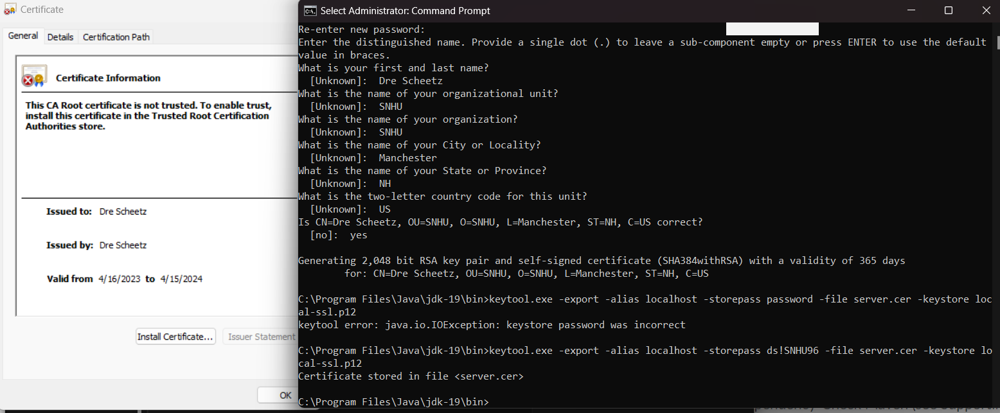 Certificate
General Details Certification Path
Certificate Information
This CA Root certificate is not trusted. To enable trust,
install this certificate in the Trusted Root Certification
Authorities store.
Issued to: Dre Scheetz
Issued by: Dre Scheetz
Valid from 4/16/2023 to 4/15/2024
Install Certificate... Issuer Statement
OK
Select Administrator: Command Prompt
Re-enter new password:
Enter the distinguished name. Provide a single dot (.) to leave a sub-component empty or press ENTER to use the default
value in braces.
What is your first and last name?
[Unknown]: Dre Scheetz
What is the name of your organizational unit?
[Unknown]: SNHU
What is the name of your organization?
[Unknown]: SNHU
What is the name of your City or Locality?
[Unknown]: Manchester
What is the name of your State or Province?
[Unknown]: NH
What is the two-letter country code for this unit?
[Unknown]: US
Is CN=Dre Scheetz, OU=SNHU, O=SNHU, L=Manchester, ST=NH, C=US correct?
[no]: yes
Generating 2,048 bit RSA key pair and self-signed certificate (SHA384withRSA) with a validity of 365 days
for: CN=Dre Scheetz, OU=SNHU, O=SNHU, L=Manchester, ST=NH, C=US
C:\Program Files\Java\jdk-19\bin>keytool.exe -export -alias localhost -storepass password -file server.cer -keystore loc
al-ssl.p12
keytool error: java.io.IOException: keystore password was incorrect
C:\Program Files\Java\jdk-19\bin>keytool.exe -export -alias localhost -storepass ds!SNHU96 -file server.cer -keystore lo
cal-ssl.p12
Certificate stored in file <server.cer>
C:\Program Files\Java\jdk-19\bin>